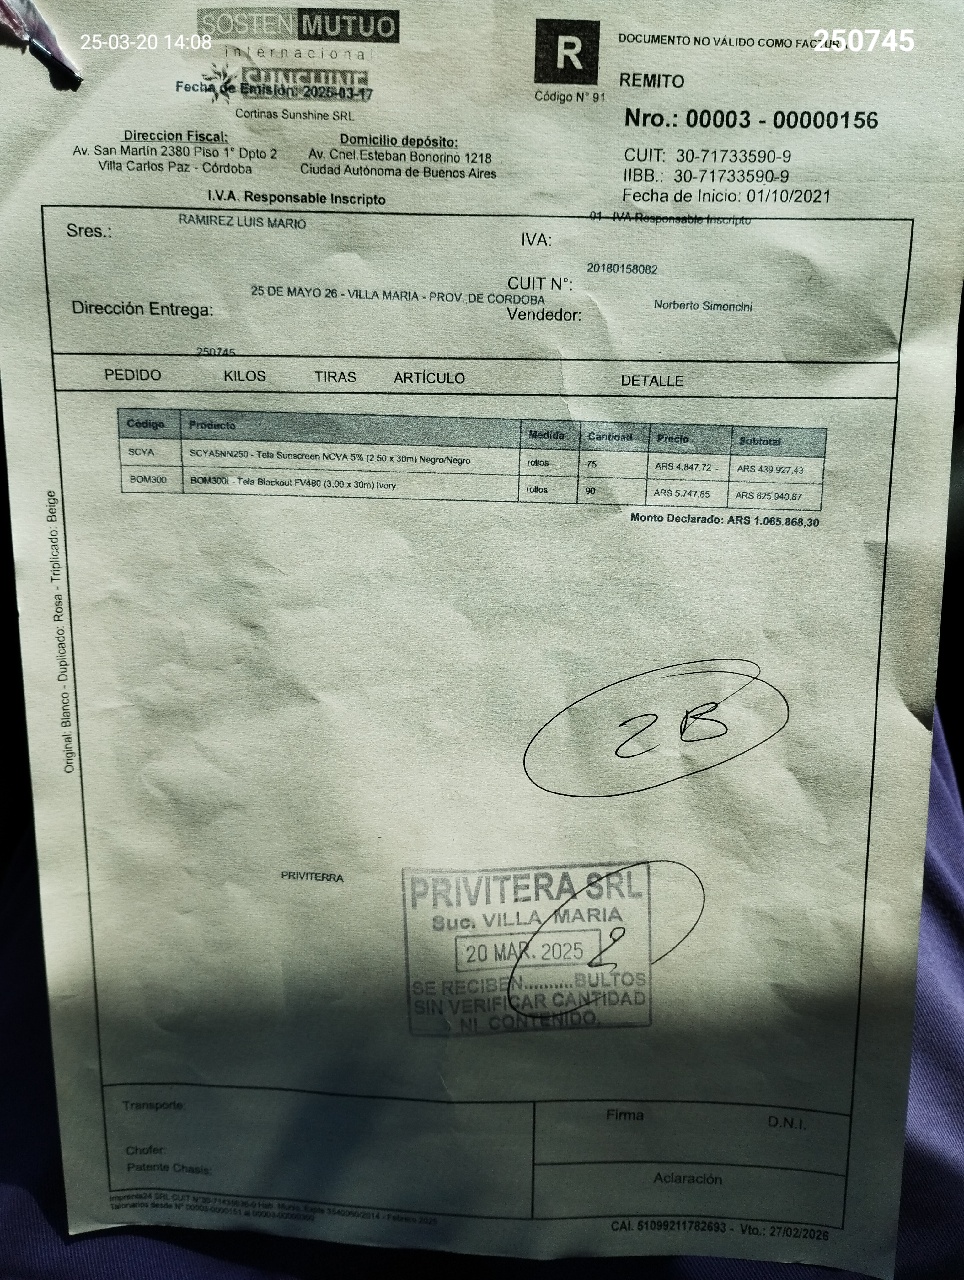 25-03-20 14:08
250745
SOSTEN MUTUO
internacional
SUNCHINE
Fecha de Emisión: 2025-03-17
Cortinas Sunshine SRL
Direccion Fiscal:
Av. San Martín 2380 Piso 1° Dpto 2
Villa Carlos Paz - Córdoba
Domicilio depósito:
Av. Cnel.Esteban Bonorino 1218
Ciudad Autónoma de Buenos Aires
I.V.A. Responsable Inscripto
R
Código N° 91
DOCUMENTO NO VÁLIDO COMO FACTUR
REMITO
Nro.: 00003 - 00000156
CUIT: 30-71733590-9
IIBB.: 30-71733590-9
Fecha de Inicio: 01/10/2021
Sres.: RAMIREZ LUIS MARIO
IVA: 01 - IVA Responsable Inscripto
CUIT N°: 20180158082
Dirección Entrega: 25 DE MAYO 26 - VILLA MARIA - PROV. DE CORDOBA
Vendedor: Norberto Simoncini
250745
PEDIDO KILOS TIRAS ARTÍCULO DETALLE
Código Producto Medida Cantidad Precio Subtotal
SCYA SCYA5NN250 - Tela Sunscreen NCYA 5% (2.50 x 30m) Negro/Negro rollos 75 ARS 4.847,72 ARS 439.927,43
BOM300 BOM300I - Tela Blackout FV480 (3.00 x 30m) Ivory rollos 90 ARS 5.747,65 ARS 625.940,87
Monto Declarado: ARS 1.065.868,30
Original: Blanco - Duplicado: Rosa - Triplicado: Beige
2 B
PRIVITERRA
PRIVITERA SRL
Suc. VILLA MARIA
20 MAR. 2025
2
SE RECIBEN..........BULTOS
SIN VERIFICAR CANTIDAD
NI CONTENIDO.
Transporte:
Chofer:
Patente Chasis:
Firma
D.N.I.
Aclaración
CAI. 51099211782693 - Vto.: 27/02/2026